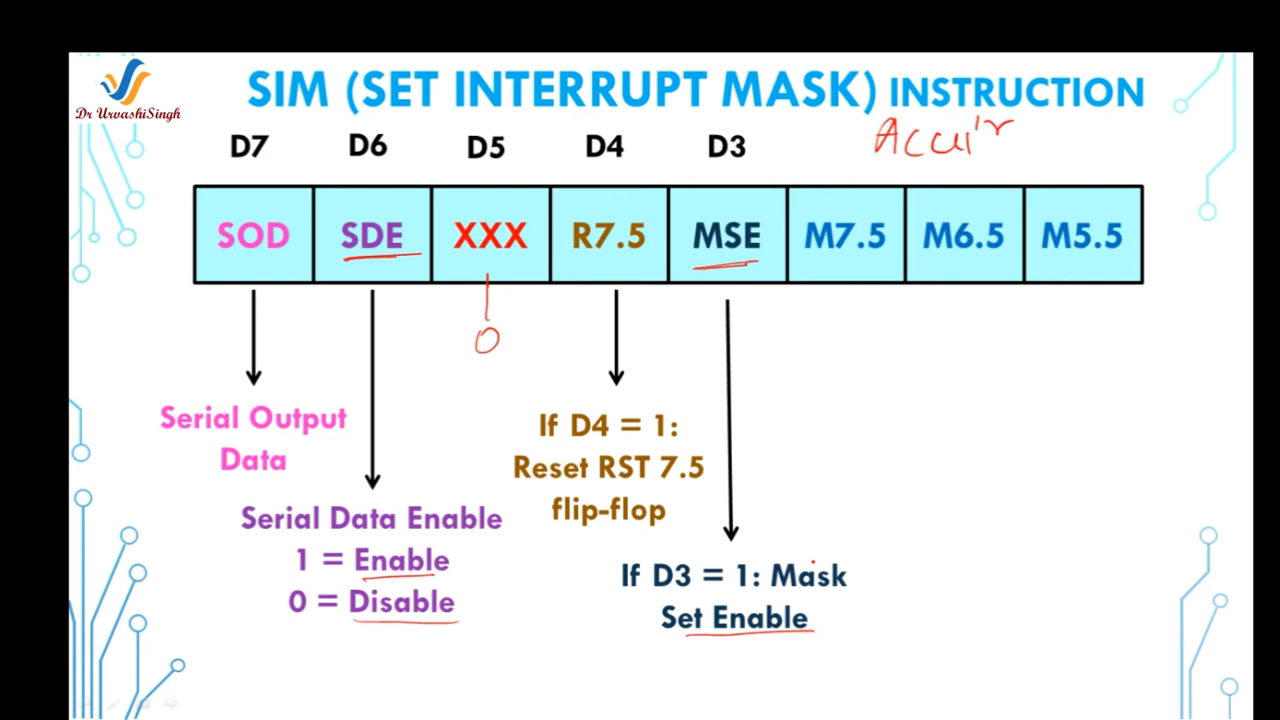 Dr UrvashiSingh
SIM (SET INTERRUPT MASK) INSTRUCTION
D7 D6 D5 D4 D3
SOD SDE XXX R7.5 MSE M7.5 M6.5 M5.5
0
Serial Output
Data
Serial Data Enable
1 = Enable
0 = Disable
If D4 = 1:
Reset RST 7.5
flip-flop
If D3 = 1: Mask
Set Enable